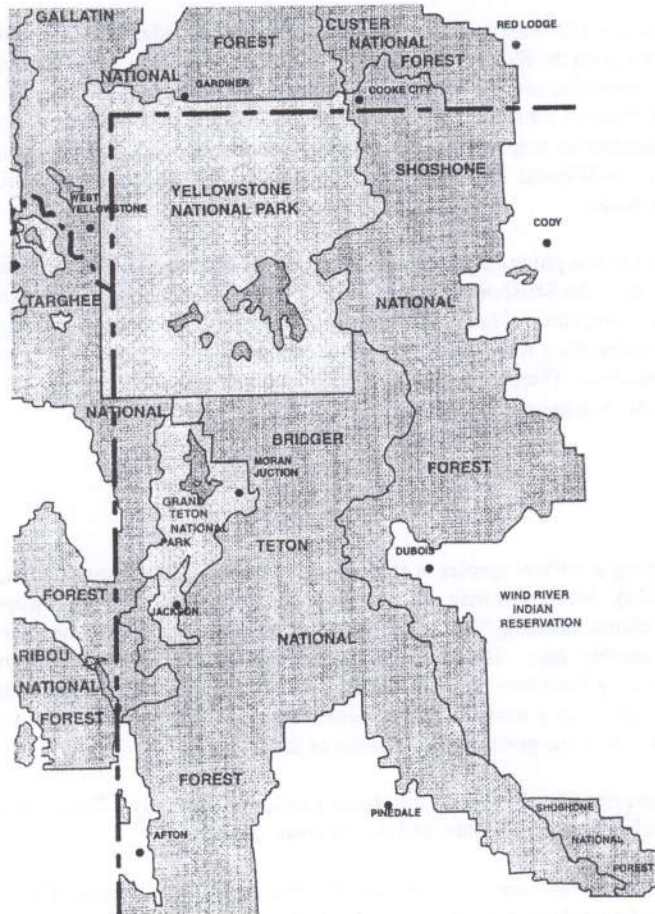 GALLATIN
CUSTER
RED LODGE
FOREST
NATIONAL
FOREST
NATIONAL
GARDINER
COOKE CITY
SHOSHONE
YELLOWSTONE
NATIONAL PARK
WEST
YELLOWSTONE
CODY
TARGHEE
NATIONAL
NATIONAL
BRIDGER
MORAN
JUCTION
FOREST
GRAND
TETON
NATIONAL
PARK
TETON
DUBOIS
WIND RIVER
INDIAN
RESERVATION
FOREST
JACKSON
NATIONAL
ARIBOU
NATIONAL
FOREST
FOREST
PINEDALE
SHOSHONE
NATIONAL
FOREST
AFTON